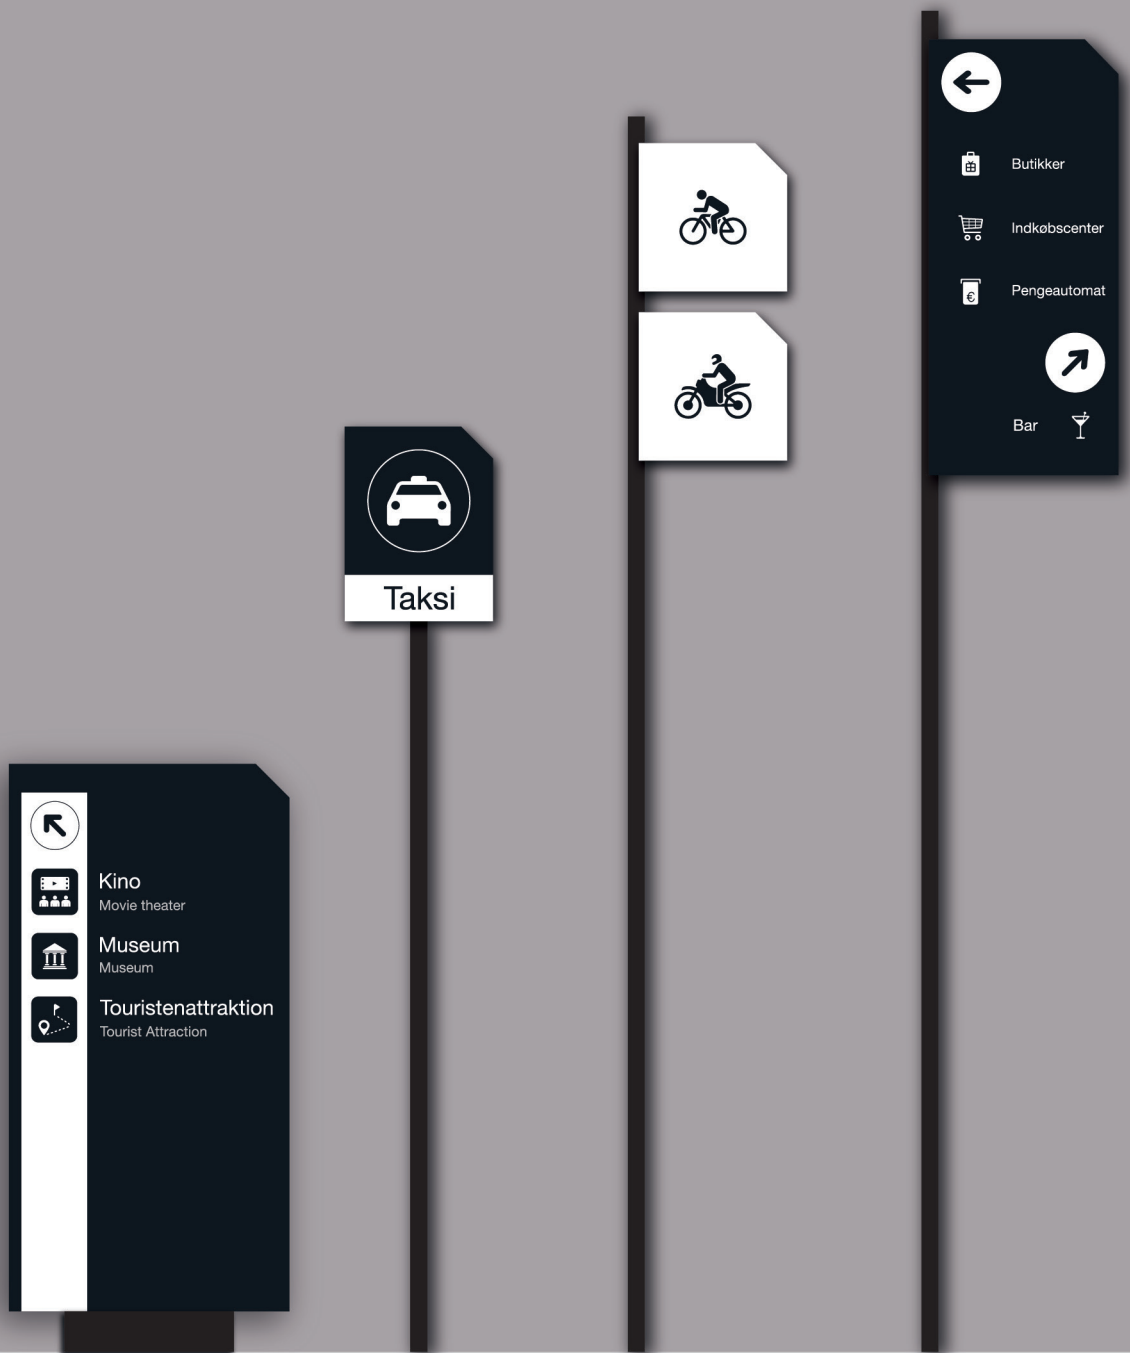 Kino
Movie theater
Museum
Museum
Touristenattraktion
Tourist Attraction
Taksi
Butikker
Indkøbscenter
Pengeautomat
€
Bar